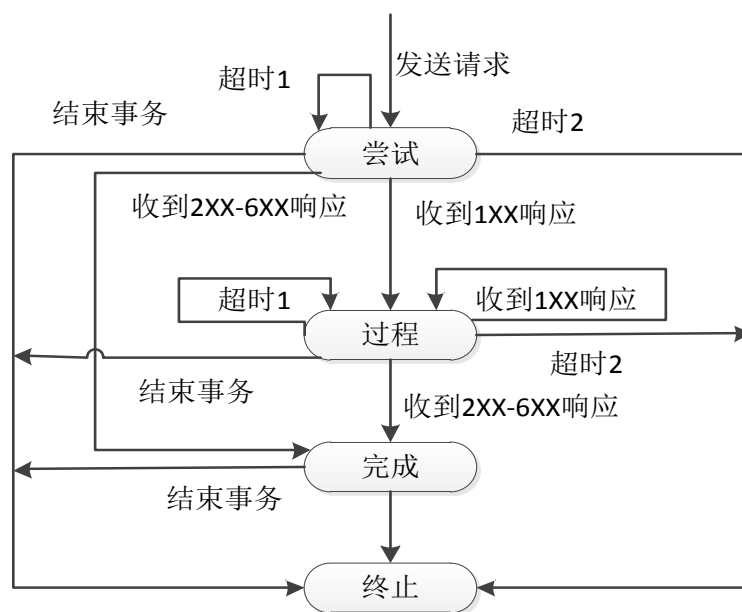 发送请求
超时1
结束事务
超时2
尝试
收到2XX-6XX响应
收到1XX响应
超时1
收到1XX响应
过程
超时2
结束事务
收到2XX-6XX响应
完成
结束事务
终止